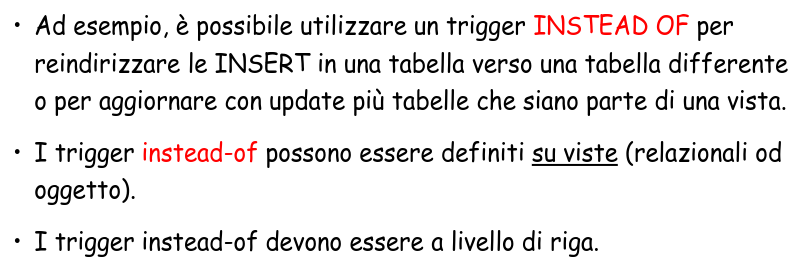 • Ad esempio, è possibile utilizzare un trigger INSTEAD OF per
reindirizzare le INSERT in una tabella verso una tabella differente
o per aggiornare con update più tabelle che siano parte di una vista.
• I trigger instead-of possono essere definiti su viste (relazionali od
oggetto).
• I trigger instead-of devono essere a livello di riga.